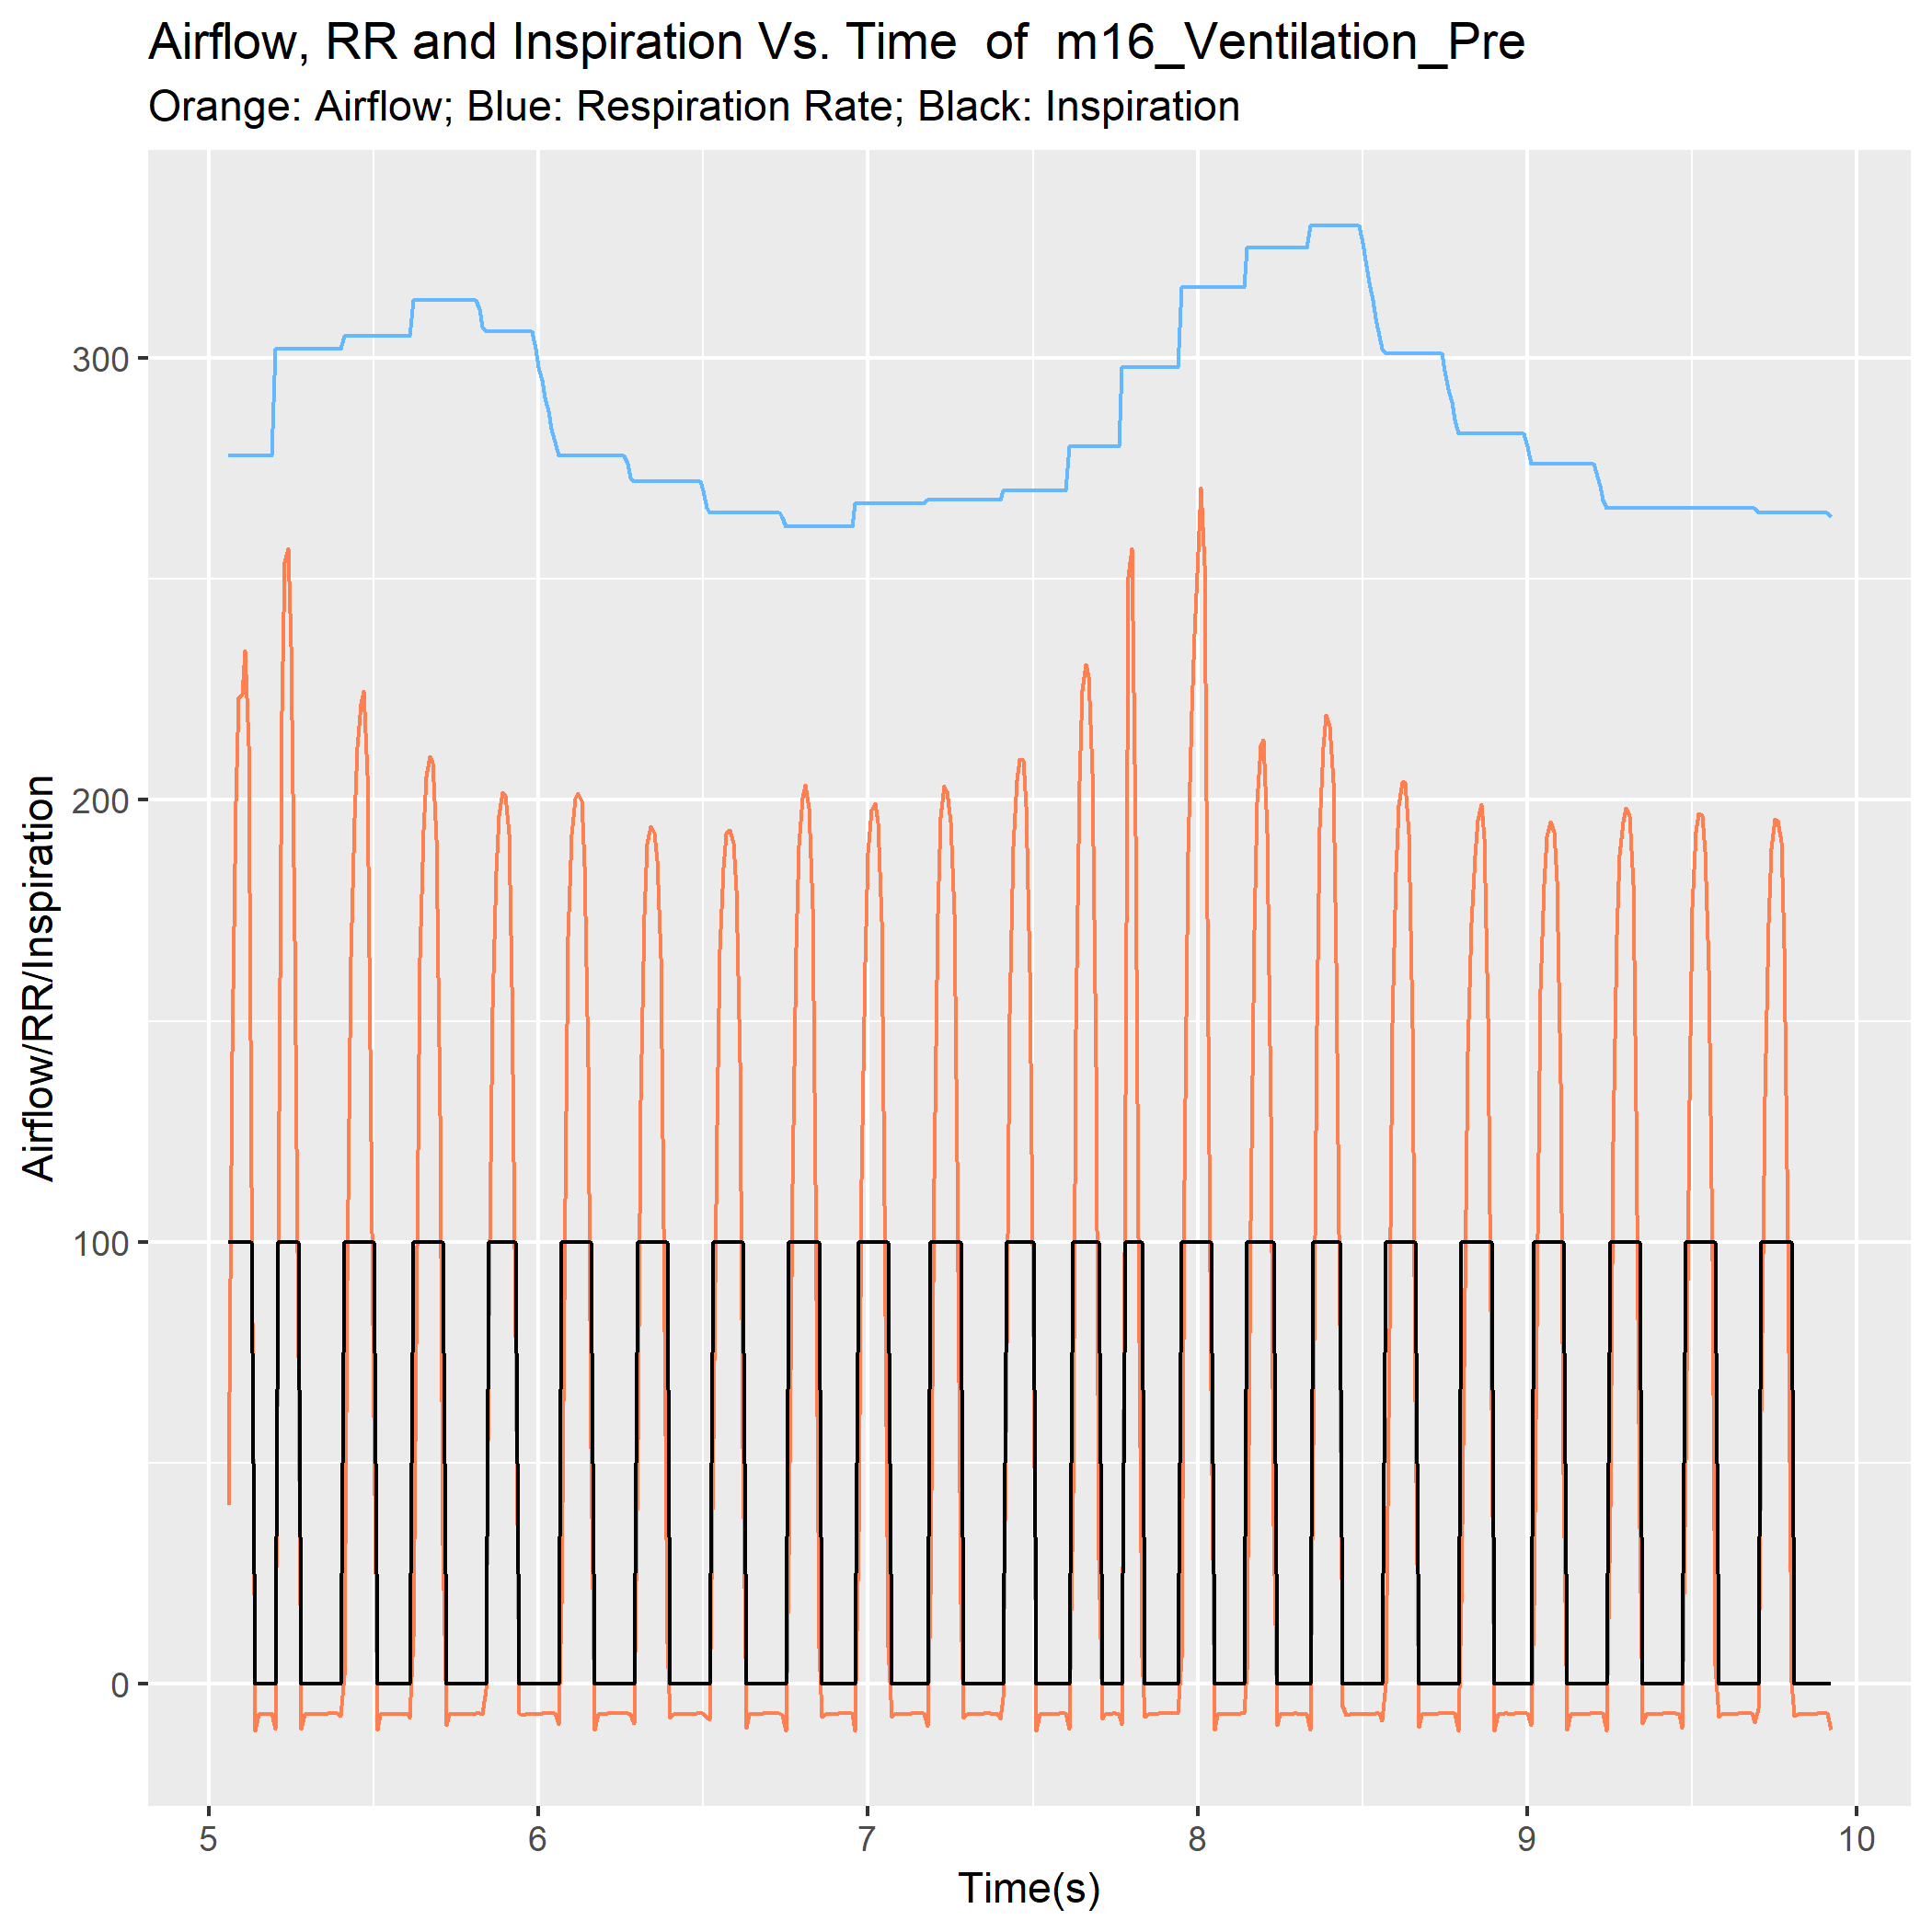 Airflow, RR and Inspiration Vs. Time  of  m16_Ventilation_Pre
Orange: Airflow; Blue: Respiration Rate; Black: Inspiration
Airflow/RR/Inspiration
300
200
100
0
5 6 7 8 9 10
Time(s)